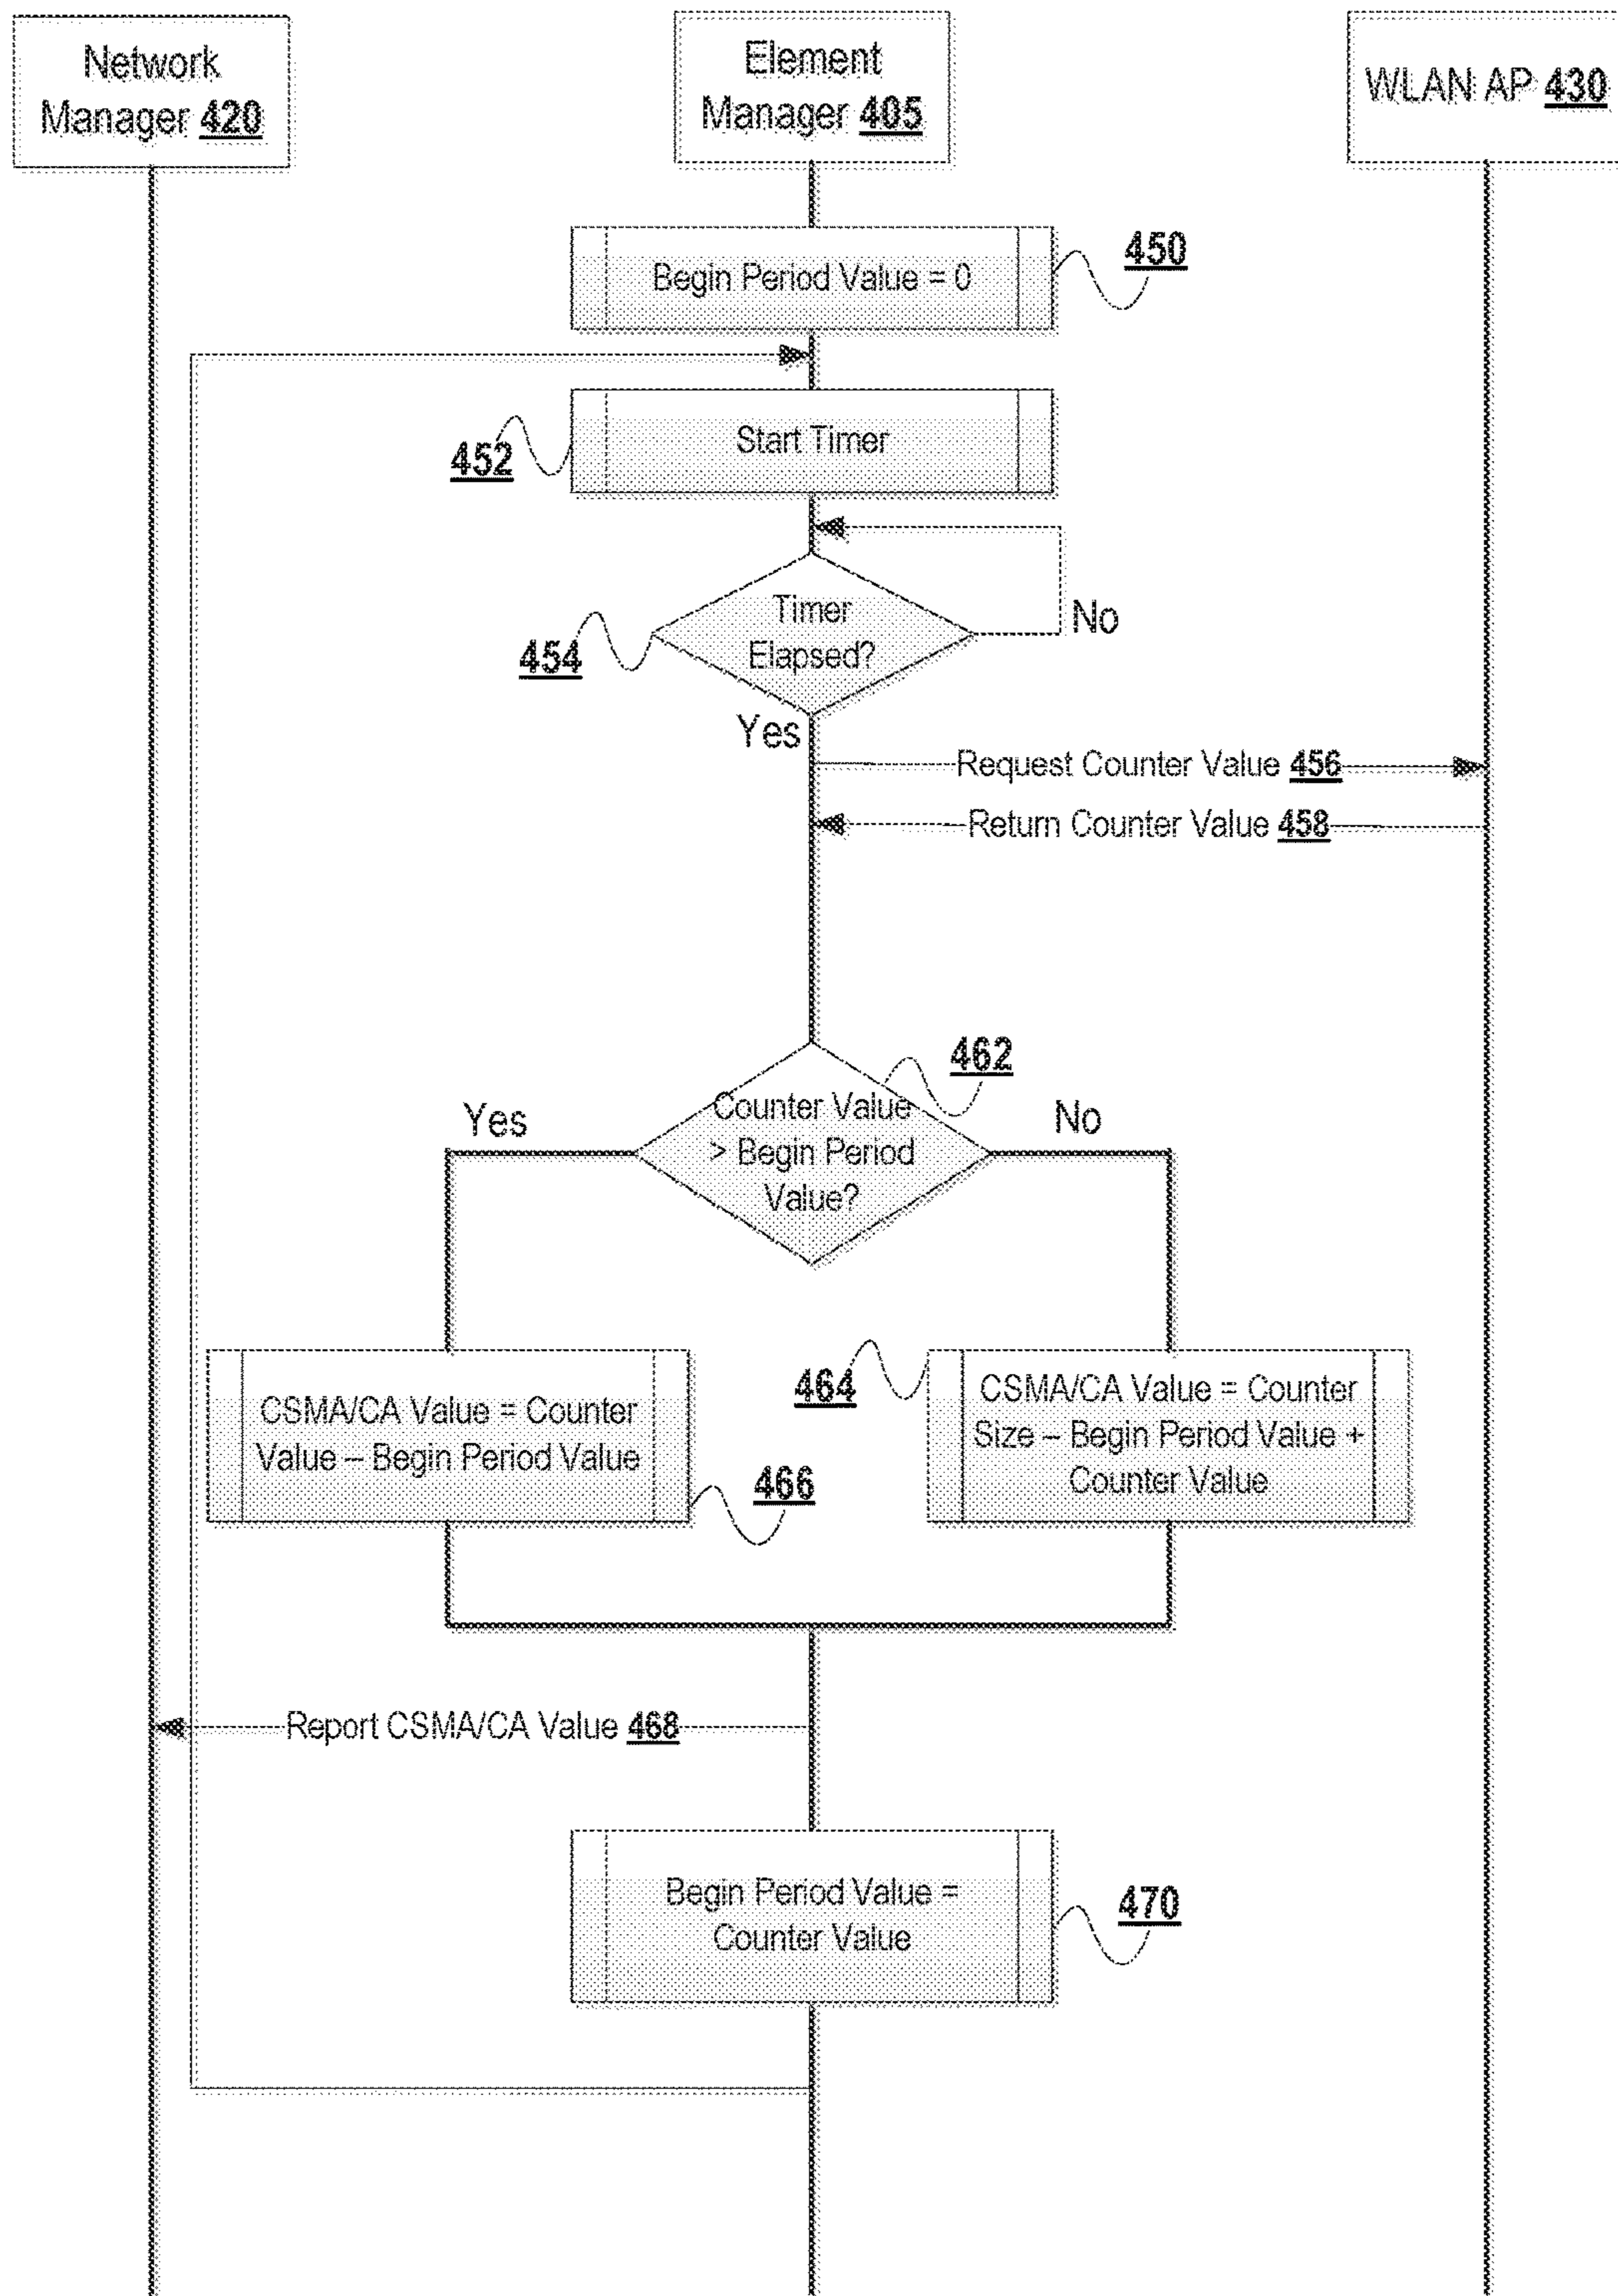 Network
Manager 420
Element
Manager 405
WLAN AP 430
Begin Period Value = 0
450
Start Timer
452
Timer
Elapsed?
454
No
Yes
Request Counter Value 456
Return Counter Value 458
462
Counter Value
> Begin Period
Value?
Yes
No
CSMA/CA Value = Counter
Value – Begin Period Value
466
464
CSMA/CA Value = Counter
Size – Begin Period Value +
Counter Value
Report CSMA/CA Value 468
Begin Period Value =
Counter Value
470